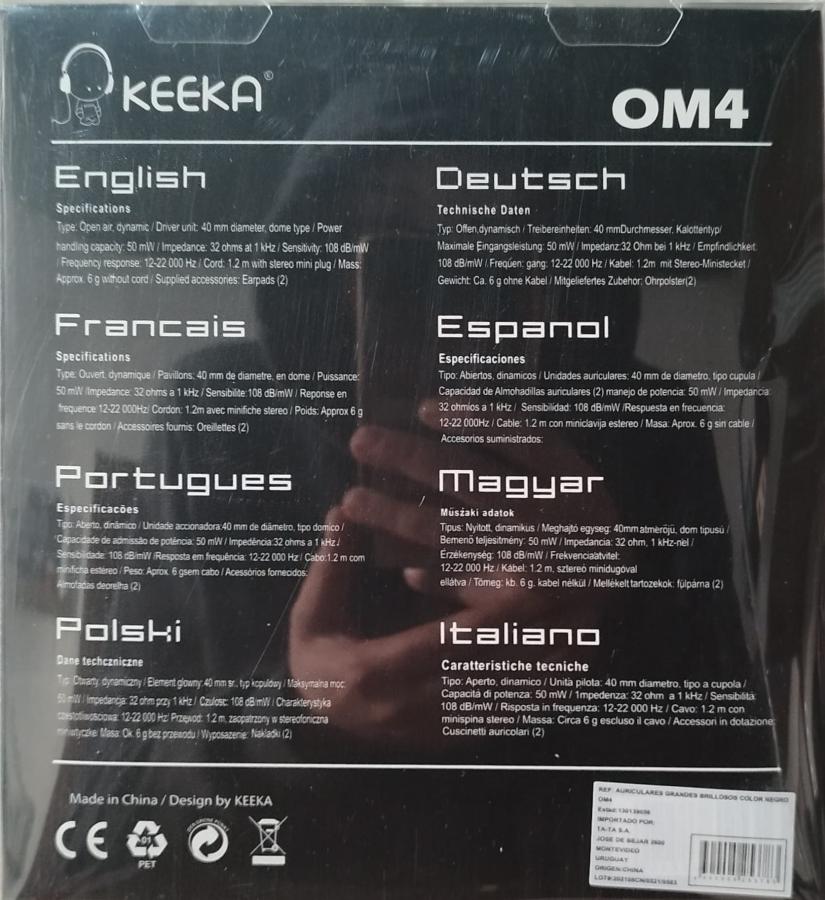 KEEKA®
OM4
English
Specifications
Type: Open air, dynamic / Driver unit: 40 mm diameter, dome type / Power
handling capacity: 50 mW / Impedance: 32 ohms at 1 kHz / Sensitivity: 108 dB/mW
/ Frequency response: 12-22 000 Hz / Cord: 1.2 m with stereo mini plug / Mass:
Approx. 6 g without cord / Supplied accessories: Earpads (2)
Deutsch
Technische Daten
Typ: Offen,dynamisch / Treibereinheiten: 40 mmDurchmesser, Kalottentyp/
Maximale Eingangsleistung: 50 mW / Impedanz:32 Ohm bei 1 kHz / Empfindlichkeit:
108 dB/mW / Freqüen: gang: 12-22 000 Hz / Kabel: 1.2m mit Stereo-Ministecket /
Gewicht: Ca. 6 g ohne Kabel / Mitgeliefertes Zubehor: Ohrpolster(2)
Francais
Specifications
Type: Ouvert, dynamique / Pavillons: 40 mm de diametre, en dome / Puissance:
50 mW /Impedance: 32 ohms a 1 kHz / Sensibilite:108 dB/mW / Reponse en
frequence 12-22 000Hz/ Cordon: 1.2m avec minifiche stereo / Poids: Approx 6 g
sans le cordon / Accessoires fournis: Oreillettes (2)
Espanol
Especificaciones
Tipo: Abiertos, dinamicos / Unidades auriculares: 40 mm de diametro, tipo cupula /
Capacidad de Almohadillas auriculares (2) manejo de potencia: 50 mW / Impedancia:
32 ohmios a 1 kHz / Sensibilidad: 108 dB/mW /Respuesta en frecuencia:
12-22 000Hz / Cable: 1.2 m con miniclavija estereo / Masa: Aprox. 6 g sin cable /
Accesorios suministrados:
Portugues
Especificacões
Tipo: Aberto, dinâmico / Unidade accionadora:40 mm de diâmetro, tipo domico /
Capacidade de admissão de potência: 50 mW / Impedência:32 ohms a 1 kHz /
Sensibilidade: 108 dB/mW /Resposta em frequência: 12-22 000 Hz / Cabo:1.2 m com
minificha estéreo / Peso: Aprox. 6 gsem cabo / Acessórios fornecidos:
Almofadas deorelha (2)
Magyar
Műszaki adatok
Tipus: Nyitott, dinamikus / Meghajtó egyseg: 40mm atmérőjű, dom tipusú /
Bemenő teljesitmény: 50 mW / Impedancia: 32 ohm, 1 kHz-nel /
Érzékenység: 108 dB/mW / Frekvenciaatvitel:
12-22 000 Hz / Kábel: 1.2 m, sztereó minidugóval
ellátva / Tömeg: kb. 6 g. kabel nélkül / Mellékelt tartozekok: fülpárna (2)
Polski
Dane techczniczne
Typ: Otwarty, dynamiczny / Element glowny:40 mm sr., typ kopulowy / Maksymalna moc:
50 mW / Impedancja: 32 ohm przy 1 kHz / Czulosc: 108 dB/mW / Charakterystyka
czestotliwosciowa: 12-22 000 Hz/ Przewod: 1.2 m, zaopatrzony w stereofoniczna
miniwtyczke/ Masa: Ok. 6 g bez przewodu / Wyposazenie: Nakladki (2)
Italiano
Caratteristiche tecniche
Tipo: Aperto, dinamico / Unità pilota: 40 mm diametro, tipo a cupola /
Capacità di potenza: 50 mW / 1mpedenza: 32 ohm a 1 kHz / Sensibilità:
108 dB/mW / Risposta in frequenza: 12-22 000 Hz / Cavo: 1.2 m con
minispina stereo / Massa: Circa 6 g escluso il cavo / Accessori in dotazione:
Cuscinetti auricolari (2)
Made in China / Design by KEEKA
CE
01
PET
REF: AURICULARES GRANDES BRILLOSOS COLOR NEGRO
OM4
IMPORTADO POR:
TA-TA S.A.
JOSE DE BEJAR 2600
MONTEVIDEO
URUGUAY
ORIGEN:CHINA